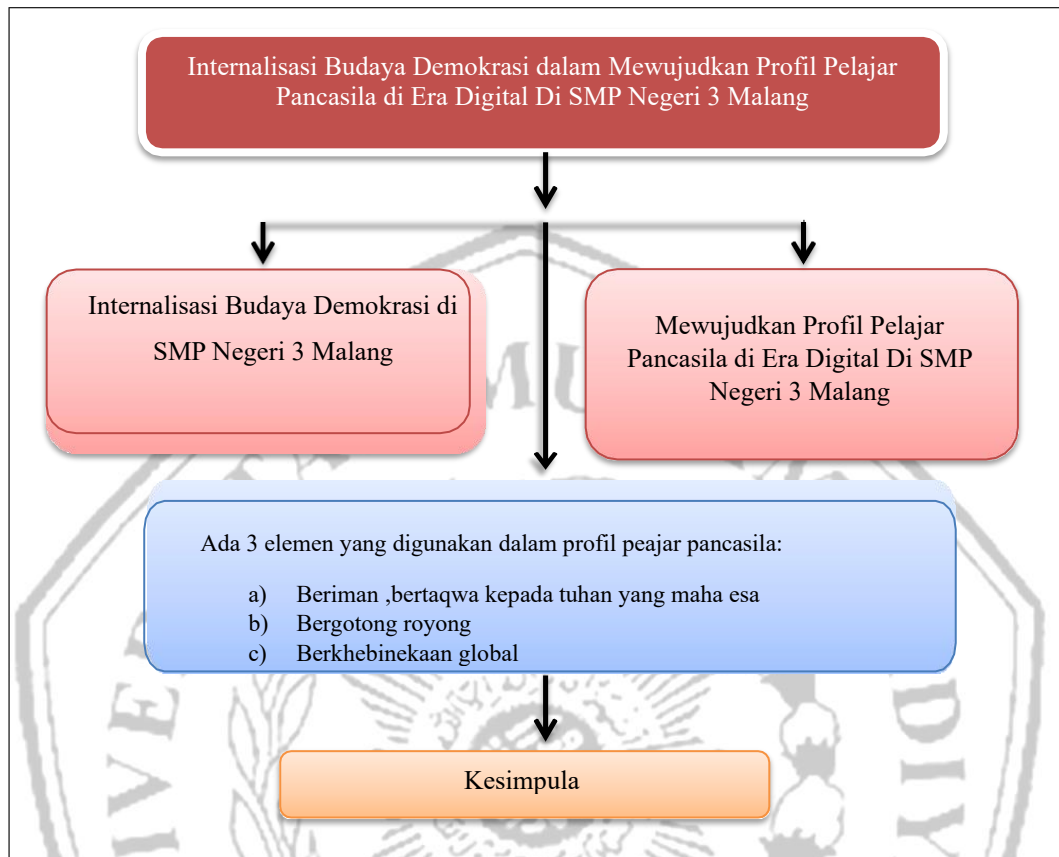 Internalisasi Budaya Demokrasi dalam Mewujudkan Profil Pelajar
Pancasila di Era Digital Di SMP Negeri 3 Malang
Internalisasi Budaya Demokrasi di
SMP Negeri 3 Malang
Mewujudkan Profil Pelajar
Pancasila di Era Digital Di SMP
Negeri 3 Malang
Ada 3 elemen yang digunakan dalam profil peajar pancasila:
a) Beriman ,bertaqwa kepada tuhan yang maha esa
b) Bergotong royong
c) Berkhebinekaan global
Kesimpula